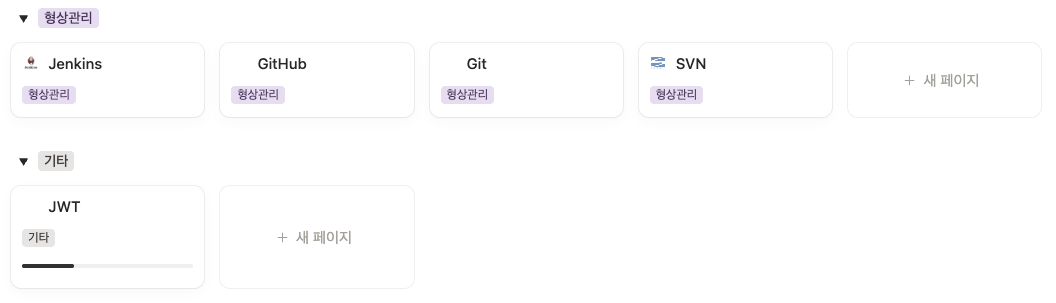 ▼ 형상관리
Jenkins
형상관리
GitHub
형상관리
Git
형상관리
SVN
형상관리
+ 새 페이지
▼ 기타
JWT
기타
+ 새 페이지